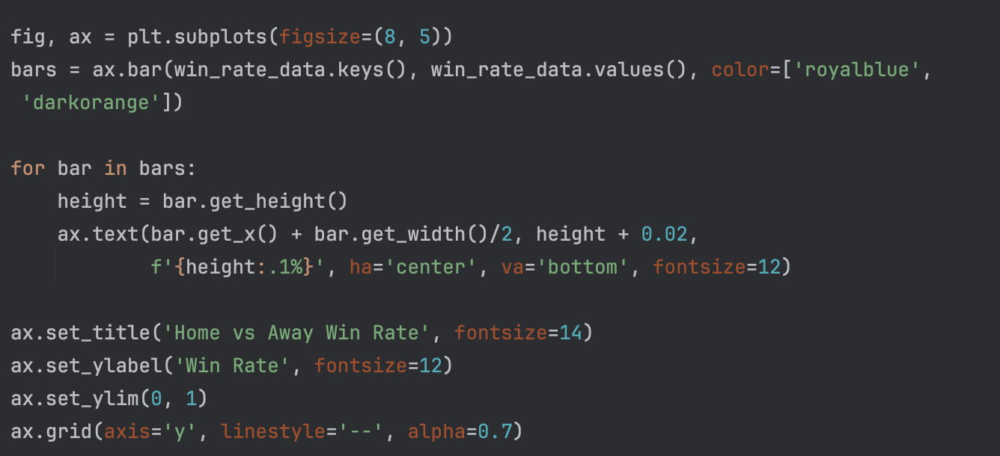 fig, ax = plt.subplots(figsize=(8, 5))
bars = ax.bar(win_rate_data.keys(), win_rate_data.values(), color=['royalblue',
 'darkorange'])

for bar in bars:
    height = bar.get_height()
    ax.text(bar.get_x() + bar.get_width()/2, height + 0.02,
            f'{height:.1%}', ha='center', va='bottom', fontsize=12)

ax.set_title('Home vs Away Win Rate', fontsize=14)
ax.set_ylabel('Win Rate', fontsize=12)
ax.set_ylim(0, 1)
ax.grid(axis='y', linestyle='--', alpha=0.7)